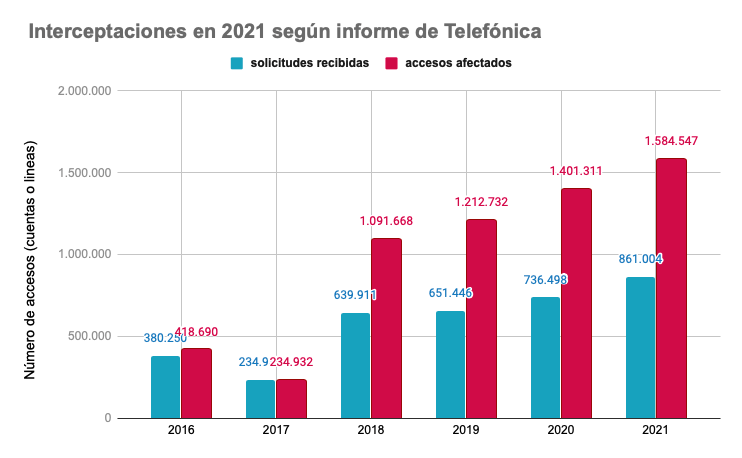 Interceptaciones en 2021 según informe de Telefónica
solicitudes recibidas accesos afectados
Número de accesos (cuentas o líneas)
2.000.000
1.500.000
1.000.000
500.000
0
380.250 418.690
234.9 234.932
639.911 1.091.668
651.446 1.212.732
736.498 1.401.311
861.004 1.584.547
2016 2017 2018 2019 2020 2021